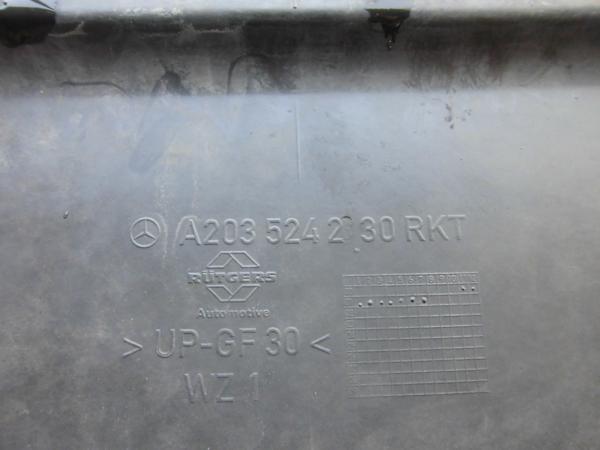 A203 524 2 30 RKT
RÜTGERS
Automotive
> UP-GF 30 <
WZ 1